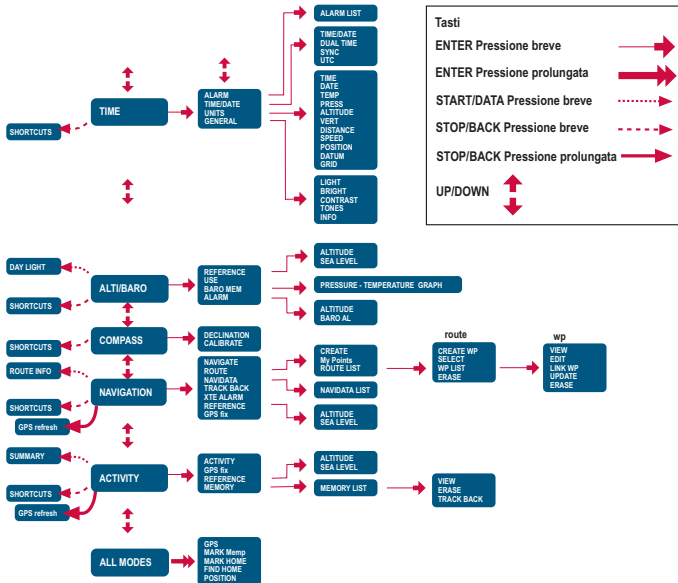 ALARM LIST
TIME/DATE
DUAL TIME
SYNC
UTC
TIME
SHORTCUTS
ALARM
TIME/DATE
UNITS
GENERAL
TIME
DATE
TEMP
PRESS
ALTITUDE
VERT
DISTANCE
SPEED
POSITION
DATUM
GRID
LIGHT
BRIGHT
CONTRAST
TONES
INFO
Tasti
ENTER Pressione breve
ENTER Pressione prolungata
START/DATA Pressione breve
STOP/BACK Pressione breve
STOP/BACK Pressione prolungata
UP/DOWN
DAY LIGHT
ALTI/BARO
SHORTCUTS
REFERENCE
USE
BARO MEM
ALARM
ALTITUDE
SEA LEVEL
PRESSURE - TEMPERATURE GRAPH
ALTITUDE
BARO AL
COMPASS
SHORTCUTS
DECLINATION
CALIBRATE
ROUTE INFO
NAVIGATION
SHORTCUTS
GPS refresh
NAVIGATE
ROUTE
NAVIDATA
TRACK BACK
XTE ALARM
REFERENCE
GPS fix
CREATE
My Points
ROUTE LIST
NAVIDATA LIST
ALTITUDE
SEA LEVEL
route
CREATE WP
SELECT
WP LIST
ERASE
wp
VIEW
EDIT
LINK WP
UPDATE
ERASE
SUMMARY
ACTIVITY
SHORTCUTS
GPS refresh
ACTIVITY
GPS fix
REFERENCE
MEMORY
ALTITUDE
SEA LEVEL
MEMORY LIST
VIEW
ERASE
TRACK BACK
ALL MODES
GPS
MARK Memp
MARK HOME
FIND HOME
POSITION